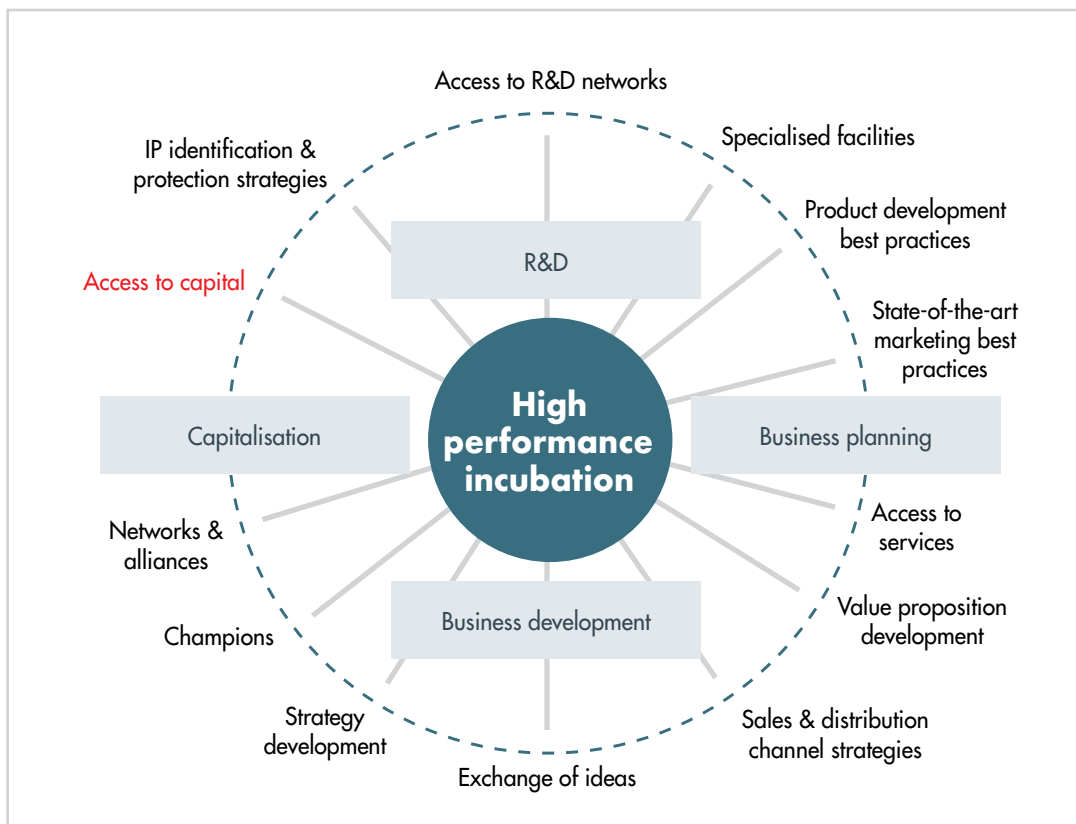 Access to R&D networks
IP identification &
protection strategies
Specialised facilities
Product development
best practices
R&D
Access to capital
State-of-the-art
marketing best
practices
High
performance
incubation
Capitalisation
Business planning
Networks &
alliances
Access to
services
Business development
Champions
Value proposition
development
Strategy
development
Sales & distribution
channel strategies
Exchange of ideas